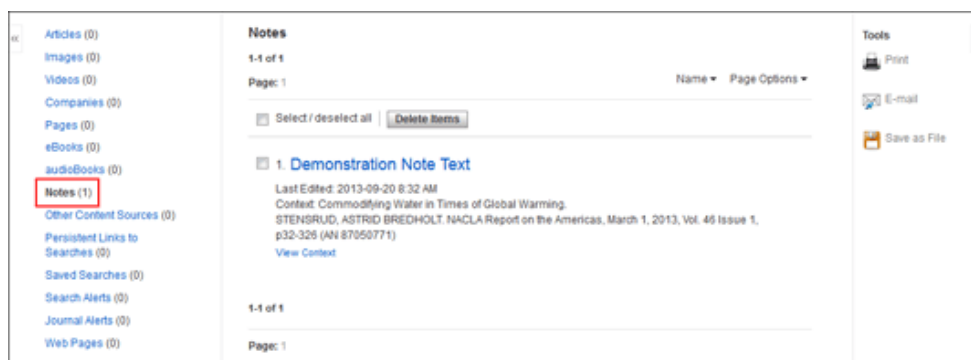 «
Articles (0)
Images (0)
Videos (0)
Companies (0)
Pages (0)
eBooks (0)
audioBooks (0)
Notes (1)
Other Content Sources (0)
Persistent Links to
Searches (0)
Saved Searches (0)
Search Alerts (0)
Journal Alerts (0)
Web Pages (0)
Notes
1-1 of 1
Page: 1
Name Page Options
Select / deselect all Delete Items
1. Demonstration Note Text
Last Edited: 2013-09-20 8:32 AM
Context: Commodifying Water in Times of Global Warming.
STENSRUD, ASTRID BREDHOLT. NACLA Report on the Americas, March 1, 2013, Vol. 46 Issue 1,
p32-326 (AN 87050771)
View Context
1-1 of 1
Page: 1
Tools
Print
E-mail
Save as File